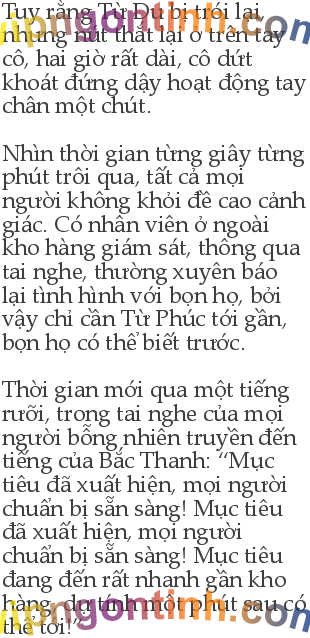 Tuy rằng Từ Du bị trói lại,
nhưng nút thắt lại ở trên tay
cô, hai giờ rất dài, cô dứt
khoát đứng dậy hoạt động tay
chân một chút.
Nhìn thời gian từng giây từng
phút trôi qua, tất cả mọi
người không khỏi đề cao cảnh
giác. Có nhân viên ở ngoài
kho hàng giám sát, thông qua
tai nghe, thường xuyên báo
lại tình hình với bọn họ, bởi
vậy chỉ cần Từ Phúc tới gần,
bọn họ có thể biết trước.
Thời gian mới qua một tiếng
rưỡi, trong tai nghe của mọi
người bỗng nhiên truyền đến
tiếng của Bắc Thanh: “Mục
tiêu đã xuất hiện, mọi người
chuẩn bị sẵn sàng! Mục tiêu
đã xuất hiện, mọi người
chuẩn bị sẵn sàng! Mục tiêu
đang đến rất nhanh gần kho
hàng, dự tính một phút sau có
thể tới!”